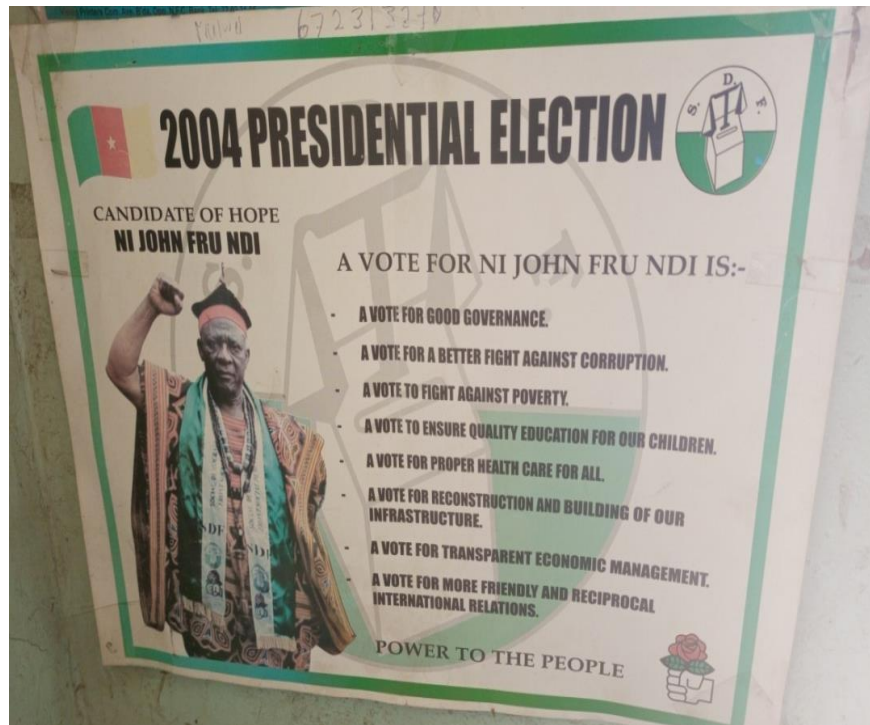 672313270
2004 PRESIDENTIAL ELECTION
S. D. F.
CANDIDATE OF HOPE
NI JOHN FRU NDI
A VOTE FOR NI JOHN FRU NDI IS:-
- A VOTE FOR GOOD GOVERNANCE.
- A VOTE FOR A BETTER FIGHT AGAINST CORRUPTION.
- A VOTE TO FIGHT AGAINST POVERTY.
- A VOTE TO ENSURE QUALITY EDUCATION FOR OUR CHILDREN.
- A VOTE FOR PROPER HEALTH CARE FOR ALL.
- A VOTE FOR RECONSTRUCTION AND BUILDING OF OUR
INFRASTRUCTURE.
- A VOTE FOR TRANSPARENT ECONOMIC MANAGEMENT.
- A VOTE FOR MORE FRIENDLY AND RECIPROCAL
INTERNATIONAL RELATIONS.
POWER TO THE PEOPLE